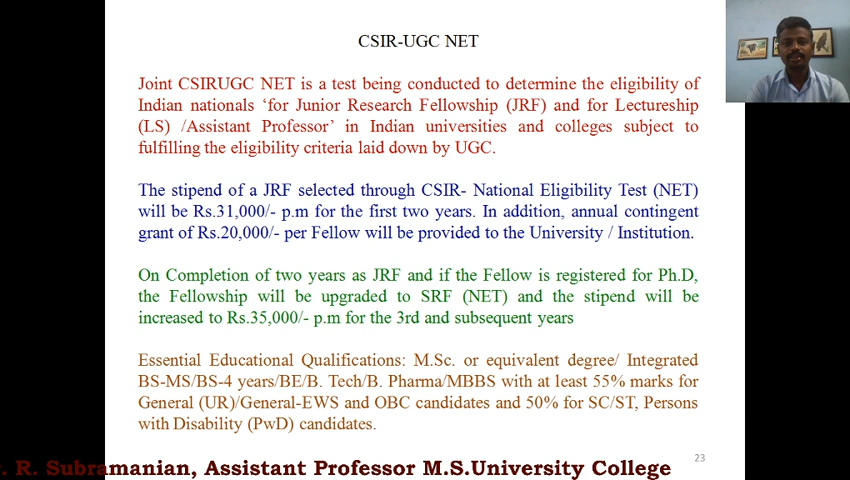 CSIR-UGC NET
Joint CSIRUGC NET is a test being conducted to determine the eligibility of
Indian nationals ‘for Junior Research Fellowship (JRF) and for Lectureship
(LS) /Assistant Professor’ in Indian universities and colleges subject to
fulfilling the eligibility criteria laid down by UGC.
The stipend of a JRF selected through CSIR- National Eligibility Test (NET)
will be Rs.31,000/- p.m for the first two years. In addition, annual contingent
grant of Rs.20,000/- per Fellow will be provided to the University / Institution.
On Completion of two years as JRF and if the Fellow is registered for Ph.D,
the Fellowship will be upgraded to SRF (NET) and the stipend will be
increased to Rs.35,000/- p.m for the 3rd and subsequent years
Essential Educational Qualifications: M.Sc. or equivalent degree/ Integrated
BS-MS/BS-4 years/BE/B. Tech/B. Pharma/MBBS with at least 55% marks for
General (UR)/General-EWS and OBC candidates and 50% for SC/ST, Persons
with Disability (PwD) candidates.
23
. R. Subramanian, Assistant Professor M.S.University College